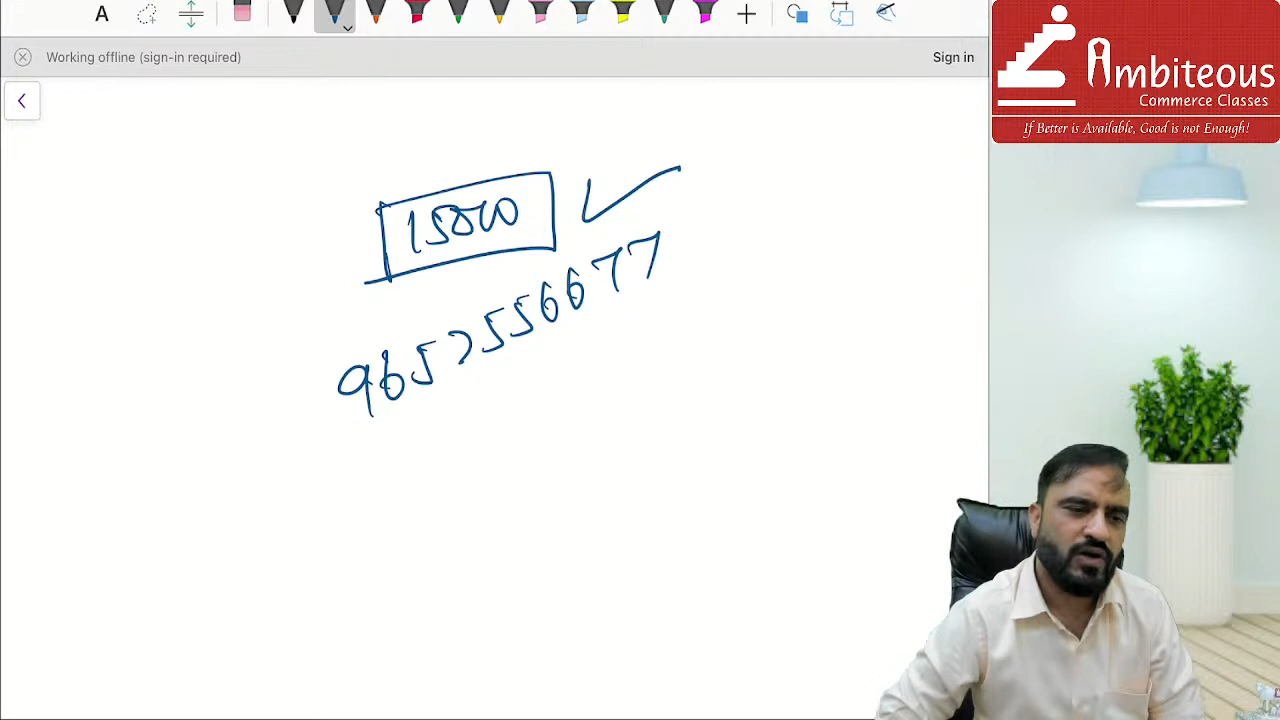 Working offline (sign-in required)
Sign in
Ambiteous
Commerce Classes
If Better is Available, Good is not Enough!
A
15000
9657556677